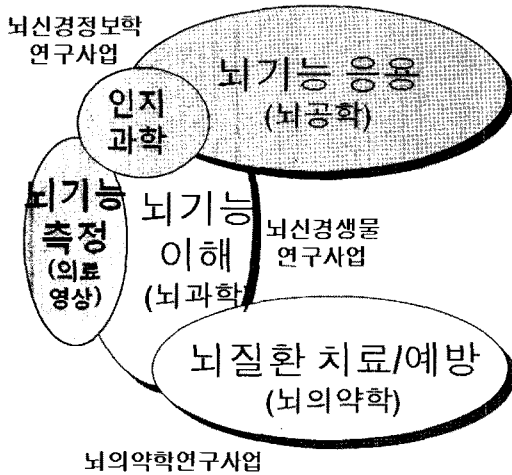 뇌신경정보학
연구사업
뇌기능 응용
(뇌공학)
인지
과학
뇌기능
측정
(의료
영상)
뇌기능
이해
(뇌과학)
뇌신경생물
연구사업
뇌질환 치료/예방
(뇌의약학)
뇌의약학연구사업